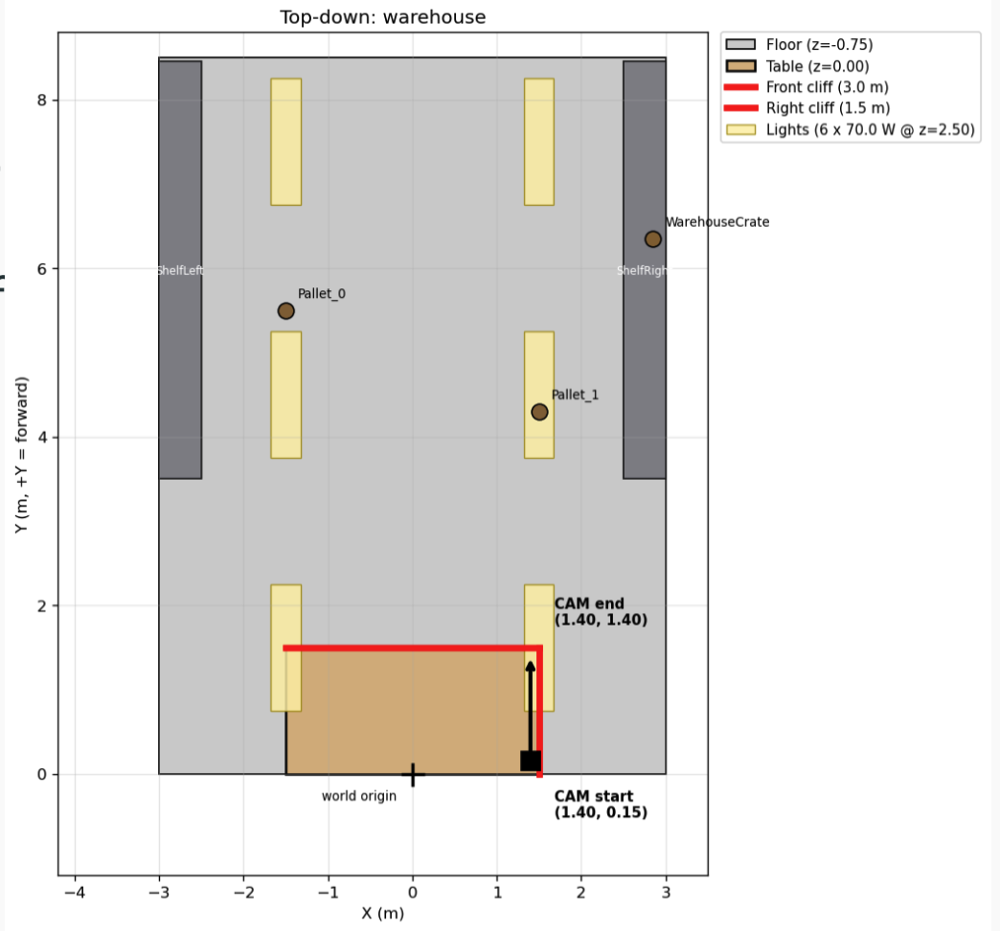 Top-down: warehouse
Floor (z=-0.75)
Table (z=0.00)
Front cliff (3.0 m)
Right cliff (1.5 m)
Lights (6 x 70.0 W @ z=2.50)
8
WarehouseCrate
6
ShelfLeft
ShelfRigh
Pallet_0
Pallet_1
4
Y (m, +Y = forward)
2
CAM end
(1.40, 1.40)
0
world origin
CAM start
(1.40, 0.15)
−4 −3 −2 −1 0 1 2 3
X (m)